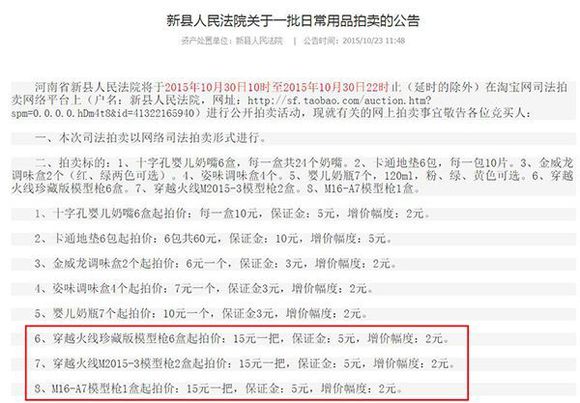 新县人民法院关于一批日常用品拍卖的公告
资产处置单位：新县人民法院 | 公告时间：2015/10/23 11:48
河南省新县人民法院将于2015年10月30日10时至2015年10月30日22时止（延时的除外）在淘宝网司法拍
卖网络平台上（户名：新县人民法院，网址：http://sf.taobao.com/auction.htm?
spm=0.0.0.0.hDm4t8&id=41322165940）进行公开拍卖活动，现就有关的网上拍卖事宜敬告各位竞买人：
一、本次司法拍卖以网络司法拍卖形式进行。
二、拍卖标的：1、十字孔婴儿奶嘴6盒，每一盒共24个奶嘴。2、卡通地垫6包，每一包10片。3、金威龙
调味盒2个（红、绿两色可选）。4、姿味调味盒4个。5、婴儿奶瓶7个，120ml，粉、绿、黄色可选。6、穿越
火线珍藏版模型枪6盒。7、穿越火线M2015-3模型枪2盒。8、M16-A7模型枪1盒。
1、十字孔婴儿奶嘴6盒起拍价：每一盒10元，保证金：5元，增价幅度：2元。
2、卡通地垫6包起拍价：6包共60元，保证金：10元，增价幅度：5元。
3、金威龙调味盒2个起拍价：6元一个，保证金：3元，增价幅度：2元。
4、姿味调味盒4个起拍价：7元一个，保证金3元，增价幅度：2元。
5、婴儿奶瓶7个起拍价：10元一个，保证金：5元，增价幅度：2元。
6、穿越火线珍藏版模型枪6盒起拍价：15元一把，保证金：5元，增价幅度：2元。
7、穿越火线M2015-3模型枪2盒起拍价：15元一把，保证金：5元，增价幅度：2元。
8、M16-A7模型枪1盒起拍价：15元一把，保证金：5元，增价幅度：2元。